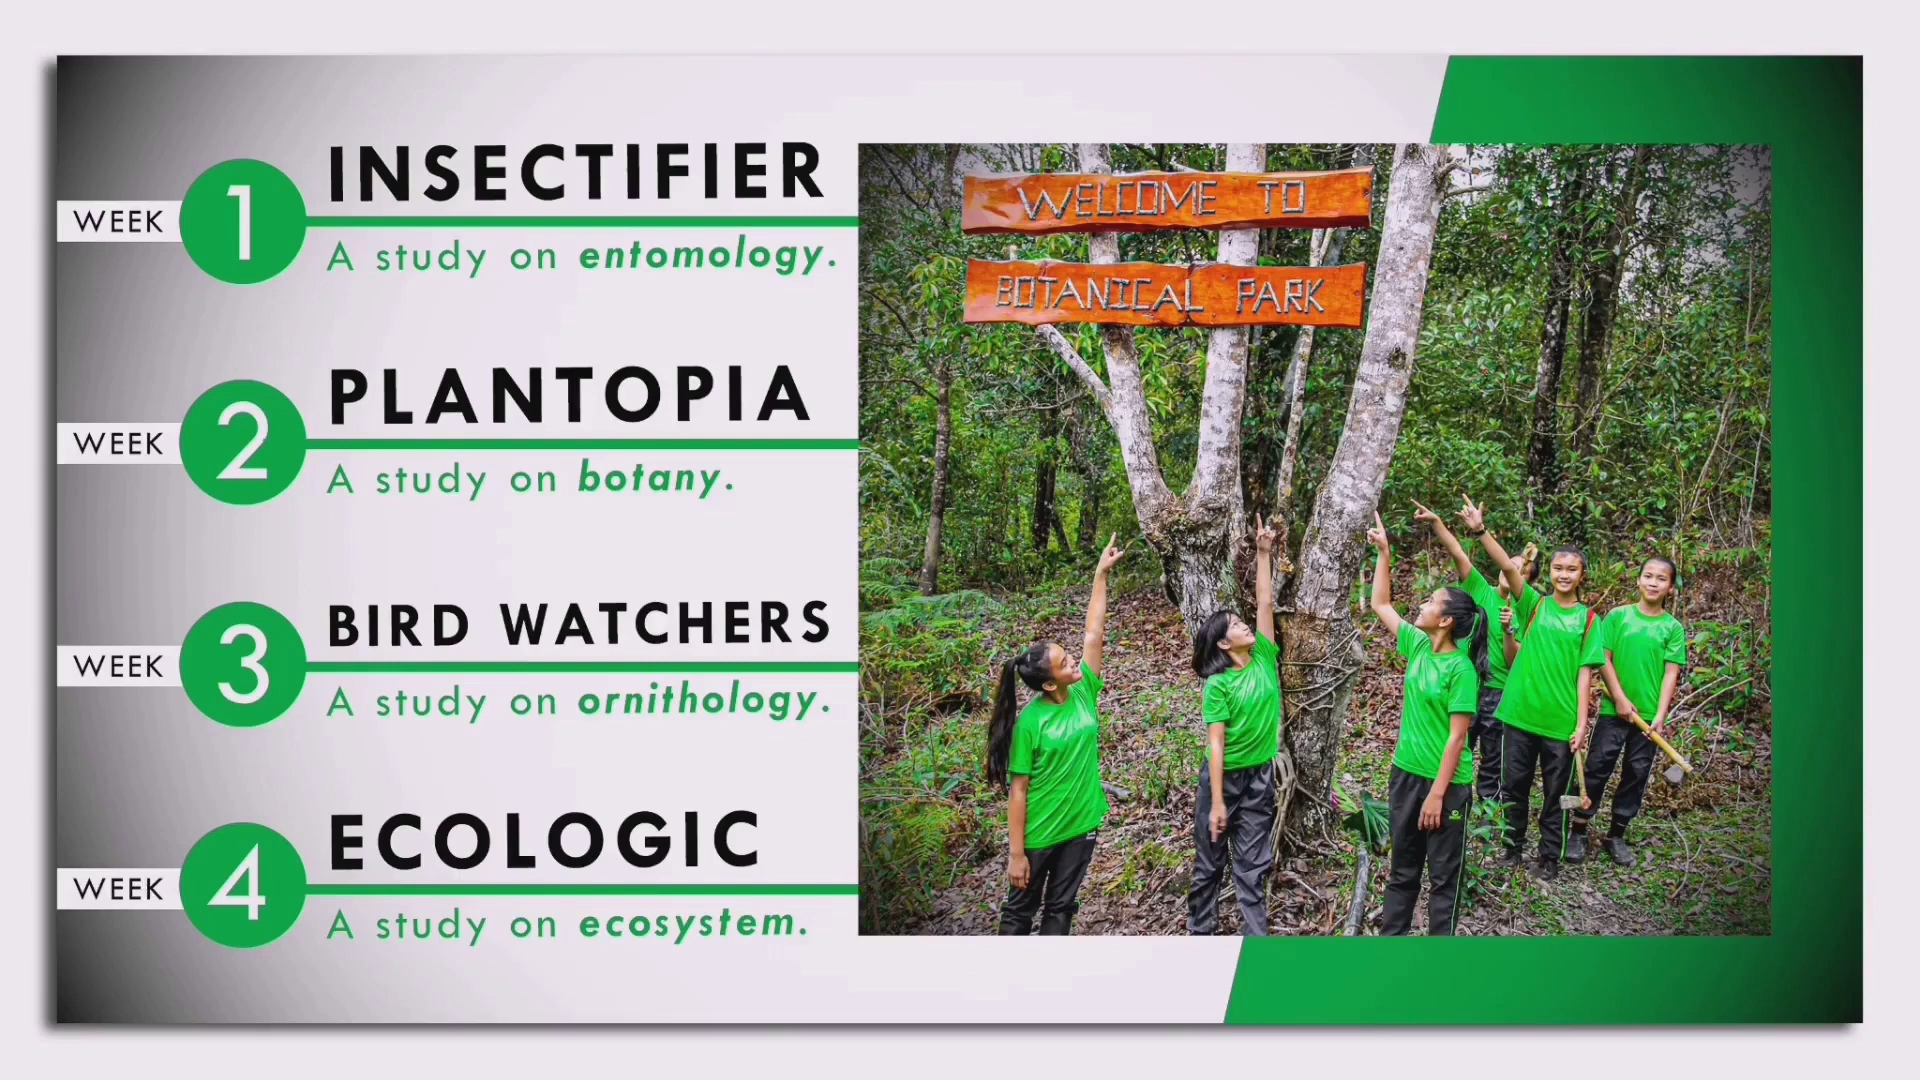 WEEK 1 INSECTIFIER
A study on entomology.
WEEK 2 PLANTOPIA
A study on botany.
WEEK 3 BIRD WATCHERS
A study on ornithology.
WEEK 4 ECOLOGIC
A study on ecosystem.
WELCOME TO
BOTANICAL PARK